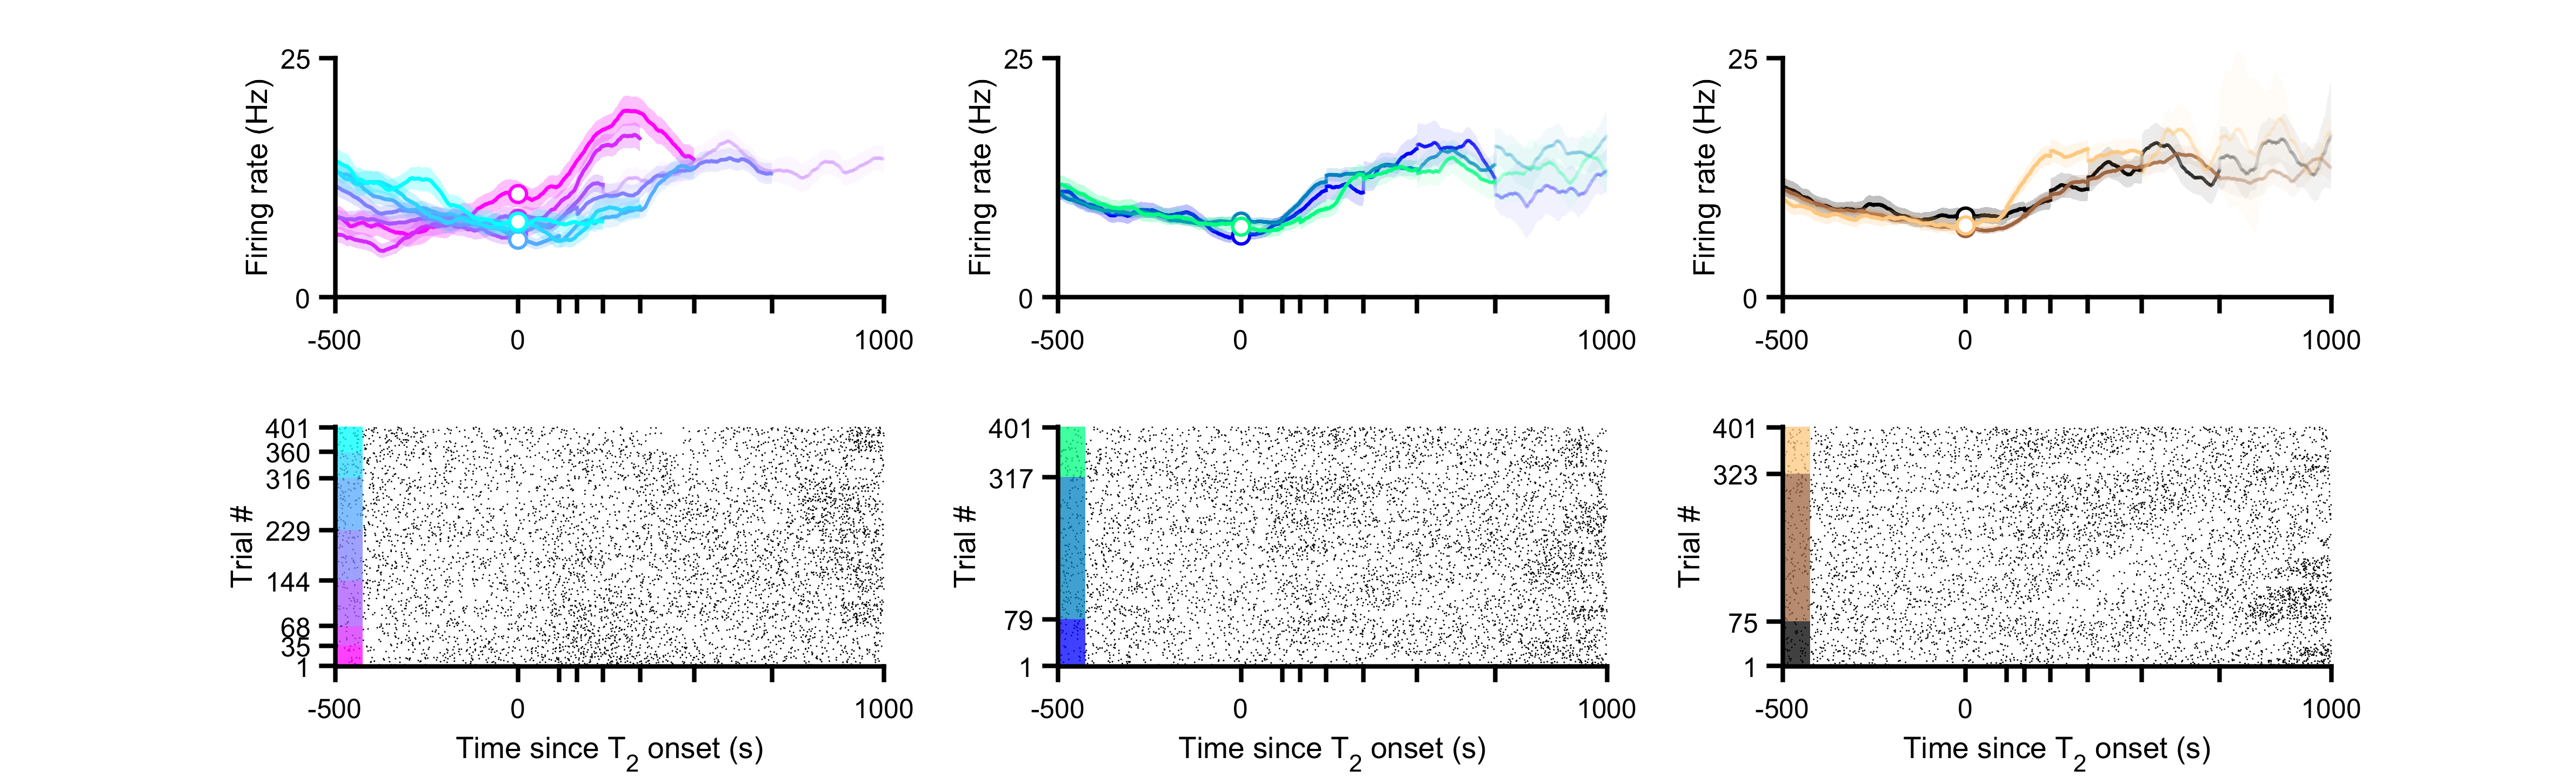 25
Firing rate (Hz)
0
-500 0 1000
25
Firing rate (Hz)
0
-500 0 1000
25
Firing rate (Hz)
0
-500 0 1000
401
360
316
229
144
68
35
1
Trial #
-500 0 1000
Time since T2 onset (s)
401
317
79
1
Trial #
-500 0 1000
Time since T2 onset (s)
401
323
75
1
Trial #
-500 0 1000
Time since T2 onset (s)